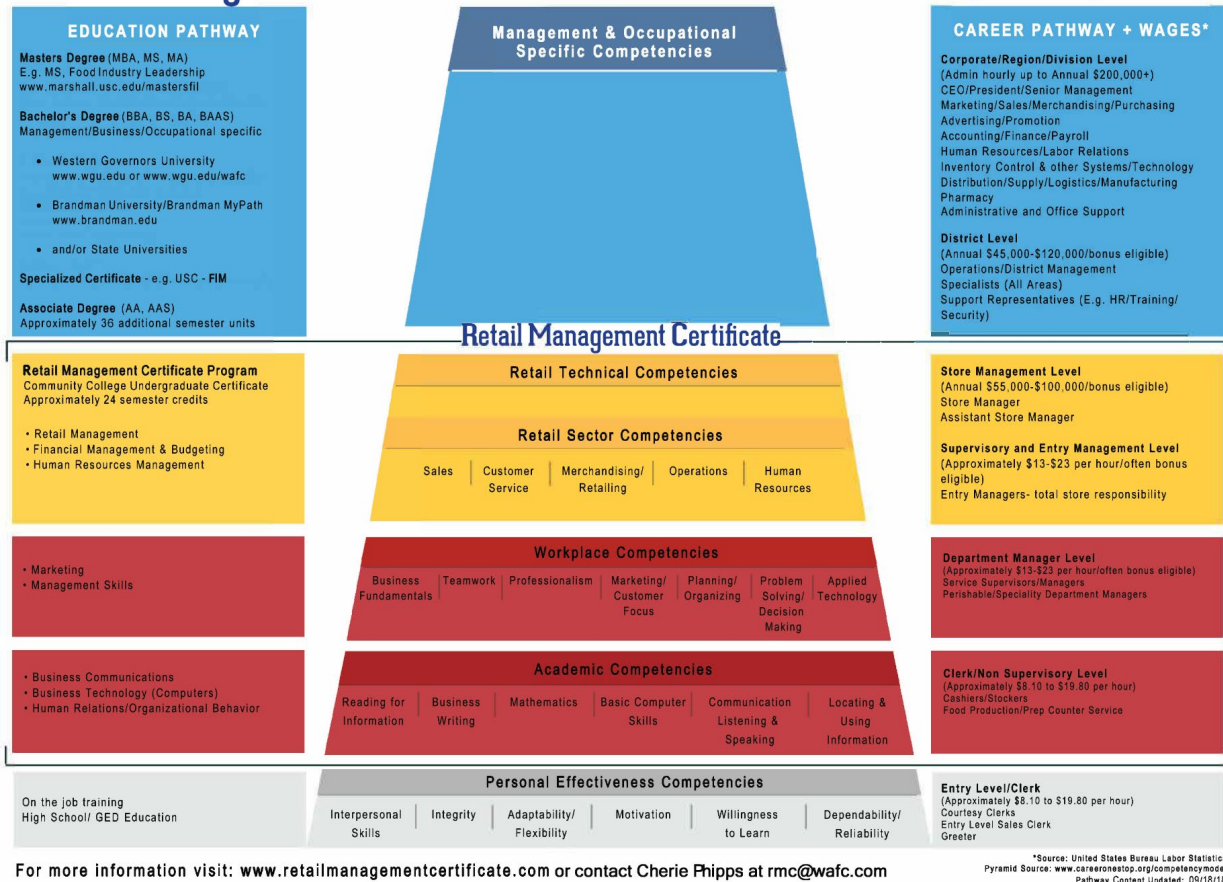 EDUCATION PATHWAY
Masters Degree (MBA, MS, MA)
E.g. MS, Food Industry Leadership
www.marshall.usc.edu/mastersfil
Bachelor's Degree (BBA, BS, BA, BAAS)
Management/Business/Occupational specific
• Western Governors University
www.wgu.edu or www.wgu.edu/wafc
• Brandman University/Brandman MyPath
www.brandman.edu
• and/or State Universities
Specialized Certificate - e.g. USC - FIM
Associate Degree (AA, AAS)
Approximately 36 additional semester units
Management & Occupational
Specific Competencies
CAREER PATHWAY + WAGES*
Corporate/Region/Division Level
(Admin hourly up to Annual $200,000+)
CEO/President/Senior Management
Marketing/Sales/Merchandising/Purchasing
Advertising/Promotion
Accounting/Finance/Payroll
Human Resources/Labor Relations
Inventory Control & other Systems/Technology
Distribution/Supply/Logistics/Manufacturing
Pharmacy
Administrative and Office Support
District Level
(Annual $45,000-$120,000/bonus eligible)
Operations/District Management
Specialists (All Areas)
Support Representatives (E.g. HR/Training/
Security)
Retail Management Certificate
Retail Management Certificate Program
Community College Undergraduate Certificate
Approximately 24 semester credits
• Retail Management
• Financial Management & Budgeting
• Human Resources Management
Retail Technical Competencies
Retail Sector Competencies
Sales
Customer
Service
Merchandising/
Retailing
Operations
Human
Resources
Store Management Level
(Annual $55,000-$100,000/bonus eligible)
Store Manager
Assistant Store Manager
Supervisory and Entry Management Level
(Approximately $13-$23 per hour/often bonus
eligible)
Entry Managers- total store responsibility
• Marketing
• Management Skills
Workplace Competencies
Business
Fundamentals
Teamwork
Professionalism
Marketing/
Customer
Focus
Planning/
Organizing
Problem
Solving/
Decision
Making
Applied
Technology
Department Manager Level
(Approximately $13-$23 per hour/often bonus eligible)
Service Supervisors/Managers
Perishable/Speciality Department Managers
• Business Communications
• Business Technology (Computers)
• Human Relations/Organizational Behavior
Academic Competencies
Reading for
Information
Business
Writing
Mathematics
Basic Computer
Skills
Communication
Listening &
Speaking
Locating &
Using
Information
Clerk/Non Supervisory Level
(Approximately $8.10 to $19.80 per hour)
Cashiers/Stockers
Food Production/Prep Counter Service
On the job training
High School/ GED Education
Personal Effectiveness Competencies
Interpersonal
Skills
Integrity
Adaptability/
Flexibility
Motivation
Willingness
to Learn
Dependability/
Reliability
Entry Level/Clerk
(Approximately $8.10 to $19.80 per hour)
Courtesy Clerks
Entry Level Sales Clerk
Greeter
For more information visit: www.retailmanagementcertificate.com or contact Cherie Phipps at rmc@wafc.com
*Source: United States Bureau Labor Statistic
Pyramid Source: www.careeronestop.org/competencymode
Pathway Content Updated: 09/18/18